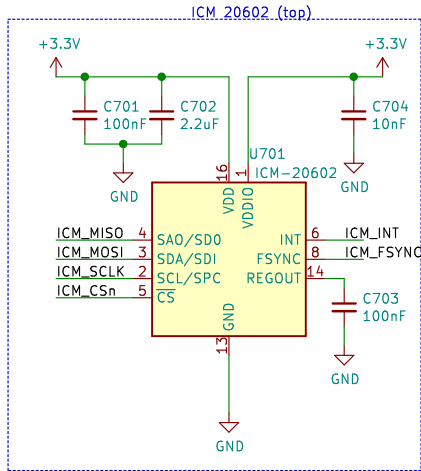 ICM 20602 (top)
+3.3V
+3.3V
C701
100nF
C702
2.2uF
C704
10nF
GND
GND
U701
ICM-20602
16
1
VDD
VDDIO
ICM_MISO 4 SAO/SD0
ICM_MOSI 3 SDA/SDI
ICM_SCLK 2 SCL/SPC
ICM_CSn 5 CS
INT 6 ICM_INT
FSYNC 8 ICM_FSYNC
REGOUT 14
C703
100nF
GND
GND
13
GND